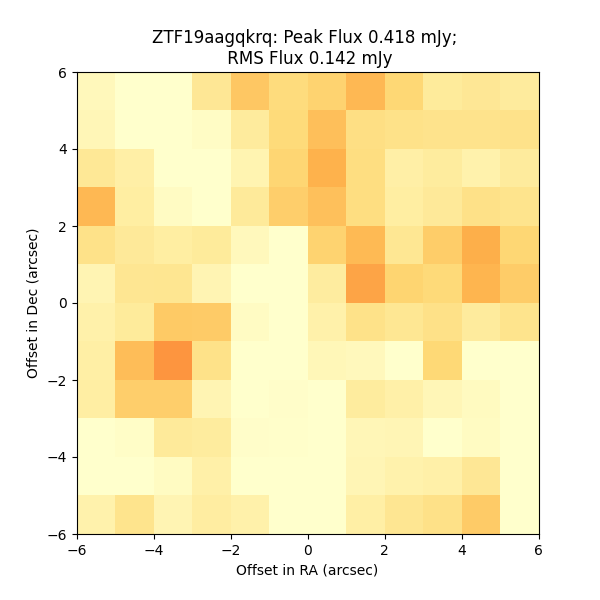 ZTF19aagqkrq: Peak Flux 0.418 mJy;
RMS Flux 0.142 mJy
6
4
2
0
−2
−4
−6
Offset in Dec (arcsec)
−6 −4 −2 0 2 4 6
Offset in RA (arcsec)